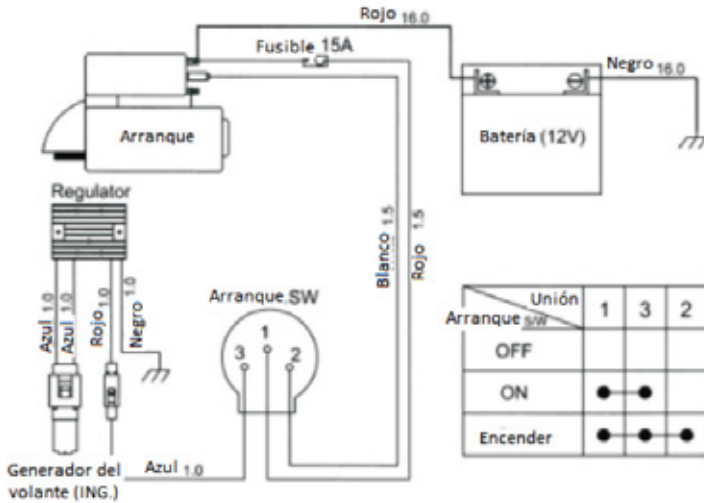 Rojo 16.0
Fusible 15A
Negro 16.0
Arranque
Batería (12V)
Regulator
Blanco 1.5
Rojo 1.5
Azul 1.0
Azul 1.0
Rojo 1.0
Negro 1.0
Arranque SW
1
3
2
Unión
Arranque S/W
1 3 2
OFF
ON
Encender
Azul 1.0
Generador del
volante (ING.)